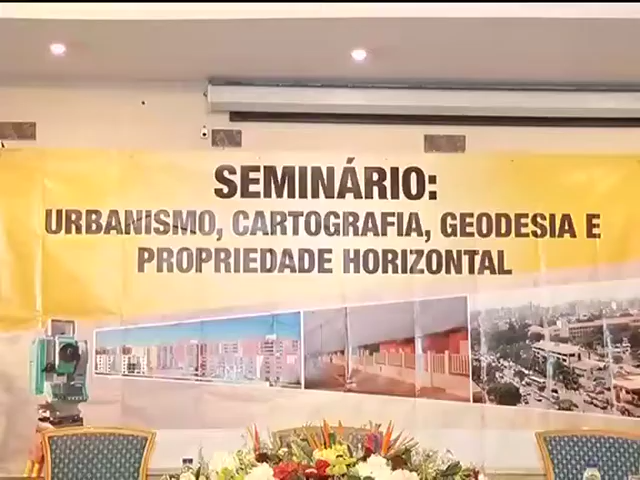 SEMINÁRIO:
URBANISMO, CARTOGRAFIA, GEODESIA E
PROPRIEDADE HORIZONTAL